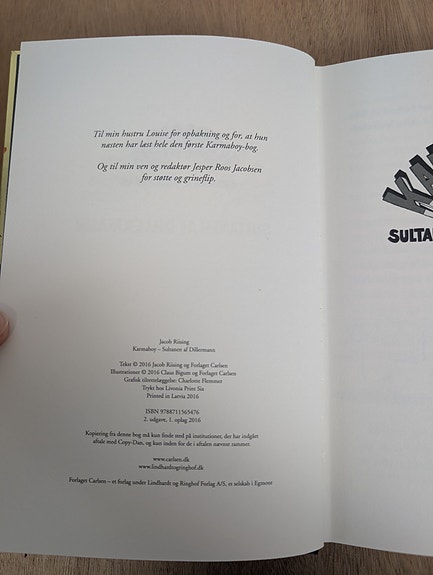 Til min hustru Louise for opbakning og for, at hun
næsten har læst hele den første Karmaboy-bog.
Og til min ven og redaktør Jesper Roos Jacobsen
for støtte og grineflip.
Jacob Riising
Karmaboy – Sultanen af Dillermann
Tekst © 2016 Jacob Riising og Forlaget Carlsen
Illustrationer © 2016 Claus Bigum og Forlaget Carlsen
Grafisk tilrettelæggelse: Charlotte Flemmer
Trykt hos Livonia Print Sia
Printed in Latvia 2016
ISBN 9788711565476
2. udgave, 1. oplag 2016
Kopiering fra denne bog må kun finde sted på institutioner, der har indgået
aftale med Copy-Dan, og kun inden for de i aftalen nævnte rammer.
www.carlsen.dk
www.lindhardtogringhof.dk
Forlaget Carlsen – et forlag under Lindhardt og Ringhof Forlag A/S, et selskab i Egmont
KA
SULTA